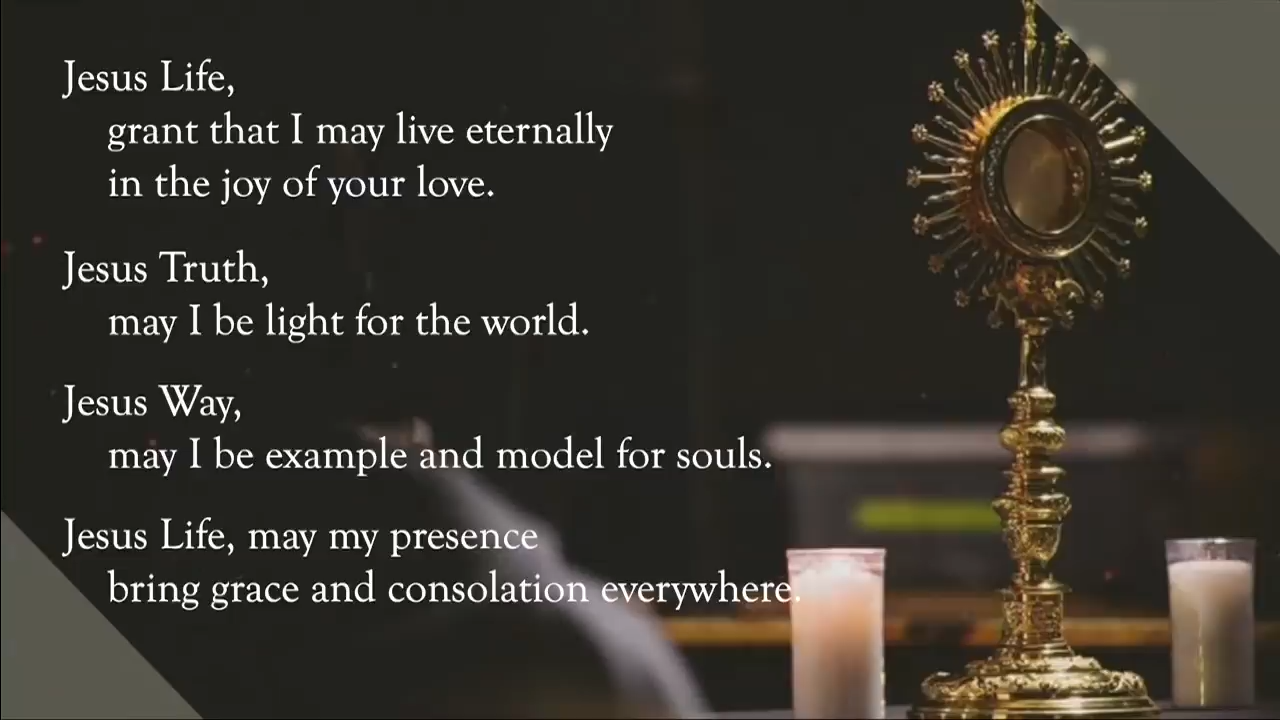 Jesus Life,
grant that I may live eternally
in the joy of your love.
Jesus Truth,
may I be light for the world.
Jesus Way,
may I be example and model for souls.
Jesus Life, may my presence
bring grace and consolation everywhere.